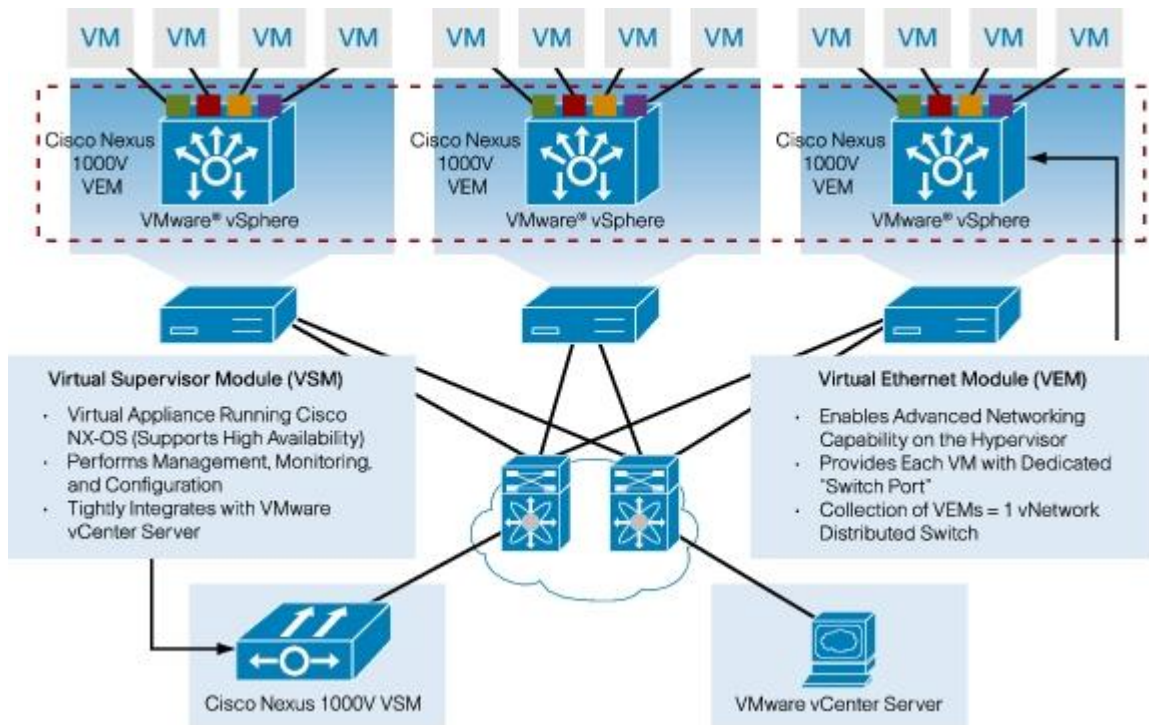 VM VM VM VM VM VM VM VM VM VM VM VM
Cisco Nexus
1000V
VEM
VMware® vSphere
Cisco Nexus
1000V
VEM
VMware® vSphere
Cisco Nexus
1000V
VEM
VMware® vSphere
Virtual Supervisor Module (VSM)
· Virtual Appliance Running Cisco
NX-OS (Supports High Availability)
· Performs Management, Monitoring,
and Configuration
· Tightly Integrates with VMware
vCenter Server
Virtual Ethernet Module (VEM)
· Enables Advanced Networking
Capability on the Hypervisor
· Provides Each VM with Dedicated
"Switch Port"
· Collection of VEMs = 1 vNetwork
Distributed Switch
Cisco Nexus 1000V VSM
VMware vCenter Server